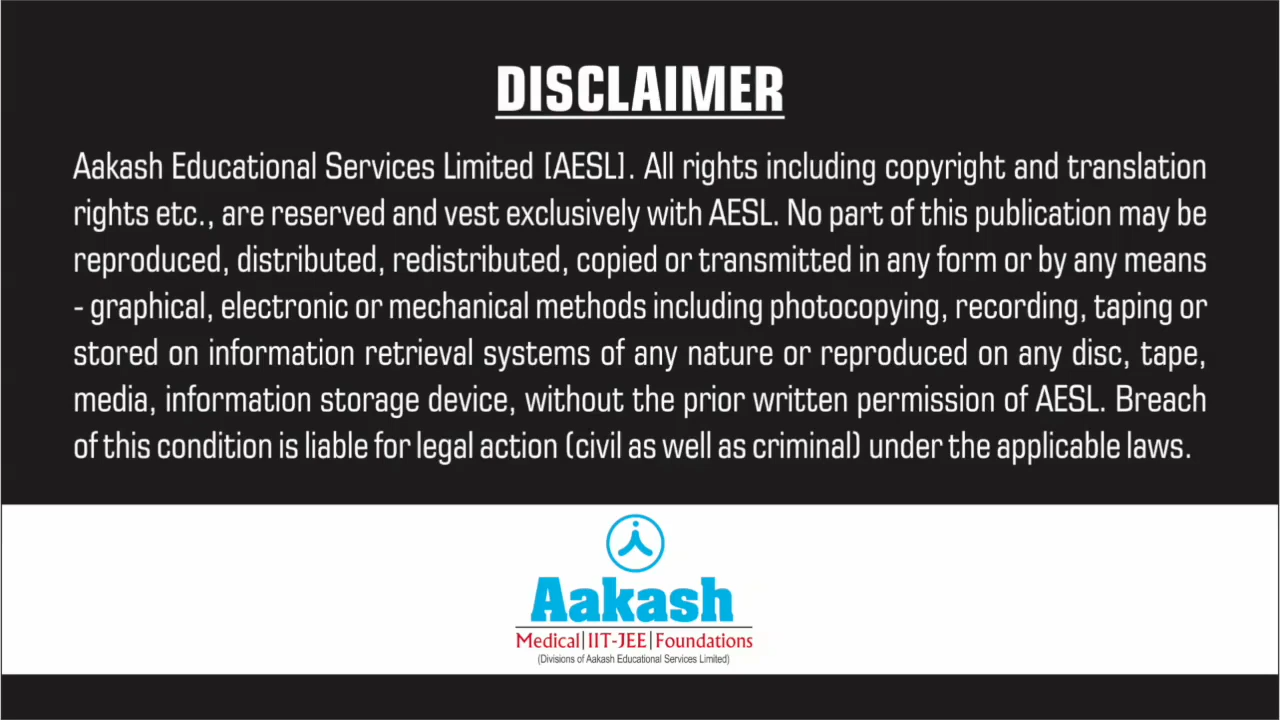 DISCLAIMER
Aakash Educational Services Limited [AESL]. All rights including copyright and translation
rights etc., are reserved and vest exclusively with AESL. No part of this publication may be
reproduced, distributed, redistributed, copied or transmitted in any form or by any means
- graphical, electronic or mechanical methods including photocopying, recording, taping or
stored on information retrieval systems of any nature or reproduced on any disc, tape,
media, information storage device, without the prior written permission of AESL. Breach
of this condition is liable for legal action (civil as well as criminal) under the applicable laws.
Aakash
Medical|IIT-JEE|Foundations
(Divisions of Aakash Educational Services Limited)